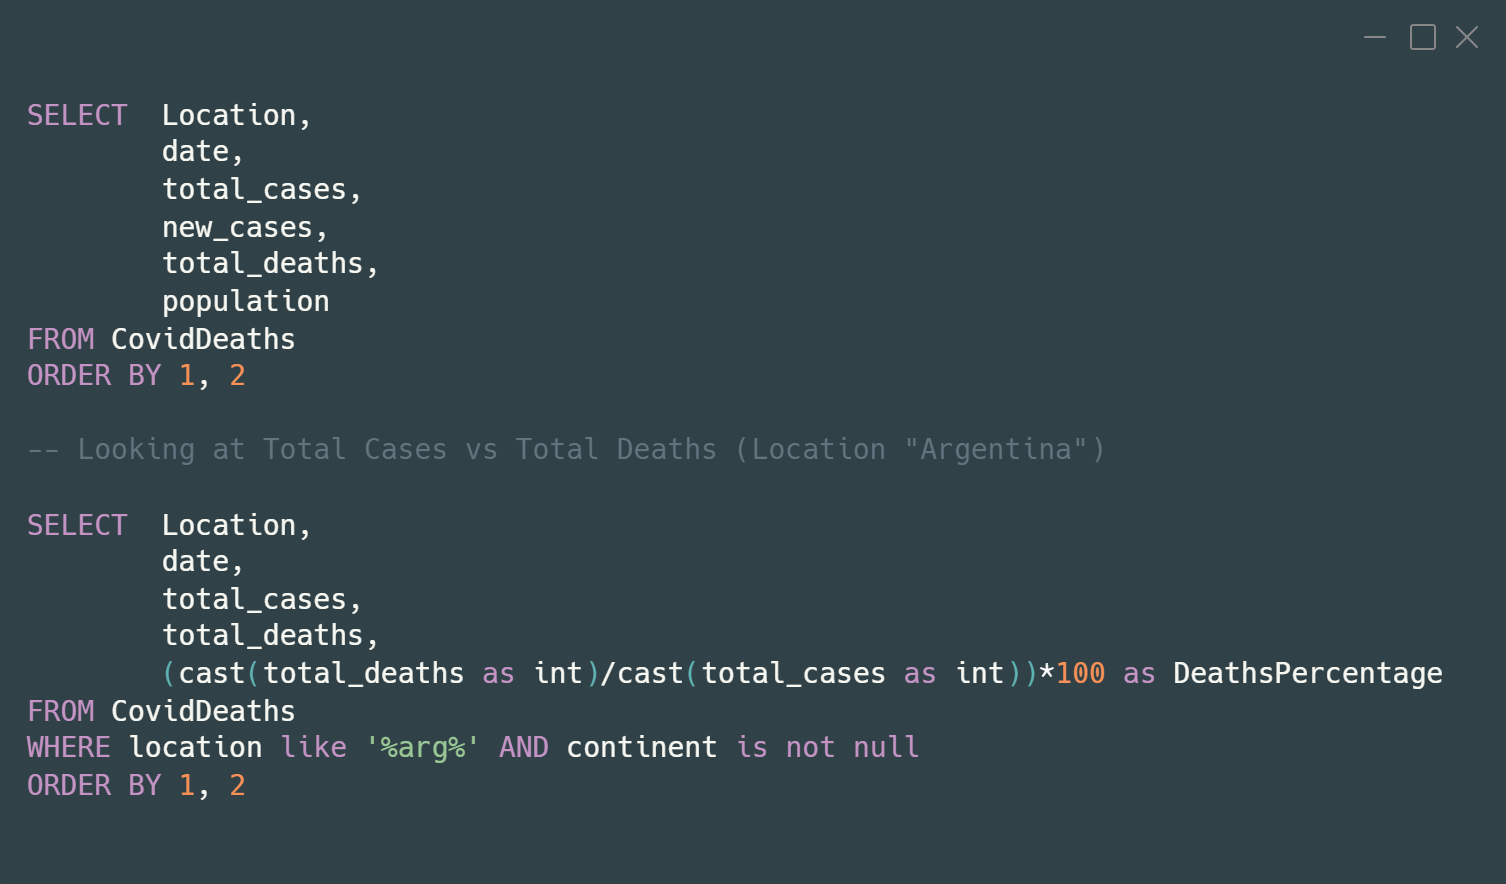 SELECT  Location,
        date,
        total_cases,
        new_cases,
        total_deaths,
        population
FROM CovidDeaths
ORDER BY 1, 2

-- Looking at Total Cases vs Total Deaths (Location "Argentina")

SELECT  Location,
        date,
        total_cases,
        total_deaths,
        (cast(total_deaths as int)/cast(total_cases as int))*100 as DeathsPercentage
FROM CovidDeaths
WHERE location like '%arg%' AND continent is not null
ORDER BY 1, 2